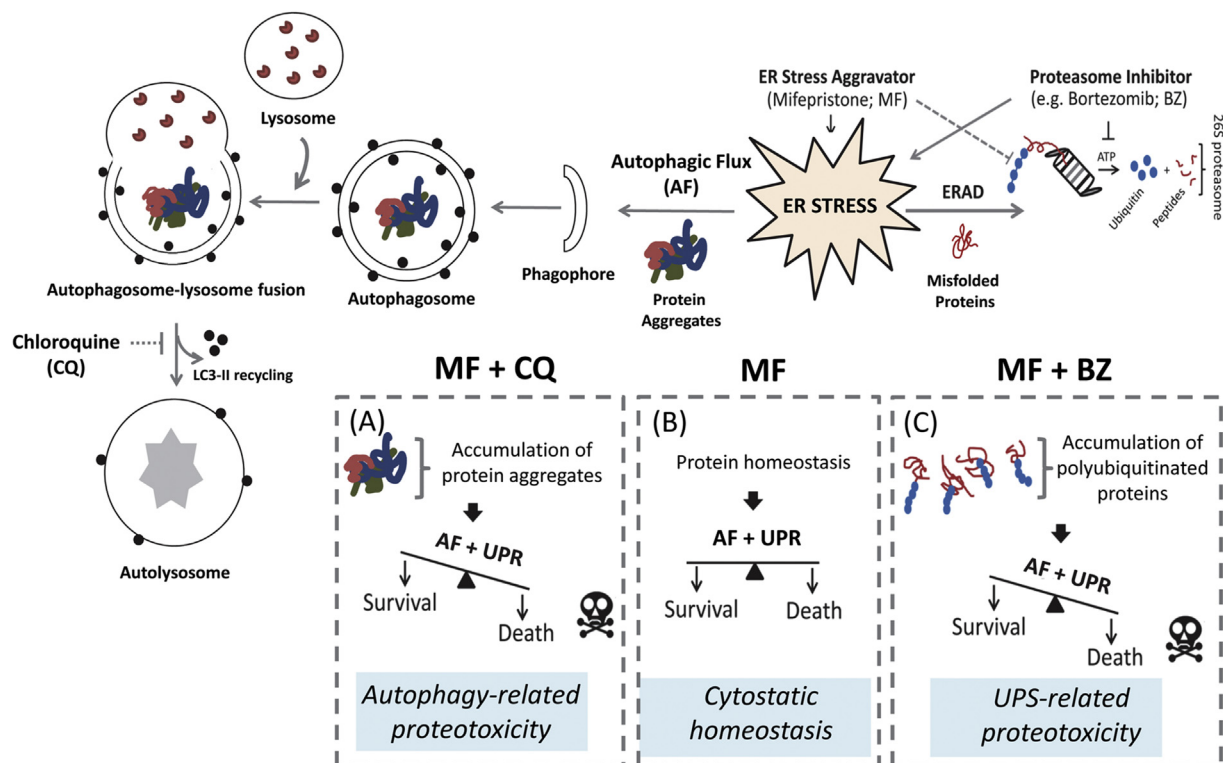 Lysosome
ER Stress Aggravator
(Mifepristone; MF)
Proteasome Inhibitor
(e.g. Bortezomib; BZ)
26S proteasome
ATP
+
Ubiquitin
Peptides
Autophagic Flux
(AF)
ER STRESS
ERAD
Misfolded
Proteins
Protein
Aggregates
Phagophore
Autophagosome
Autophagosome-lysosome fusion
Chloroquine
(CQ)
LC3-II recycling
Autolysosome
MF + CQ
(A)
Accumulation of
protein aggregates
AF + UPR
Survival
Death
Autophagy-related
proteotoxicity
MF
(B)
Protein homeostasis
AF + UPR
Survival
Death
Cytostatic
homeostasis
MF + BZ
(C)
Accumulation of
polyubiquitinated
proteins
AF + UPR
Survival
Death
UPS-related
proteotoxicity